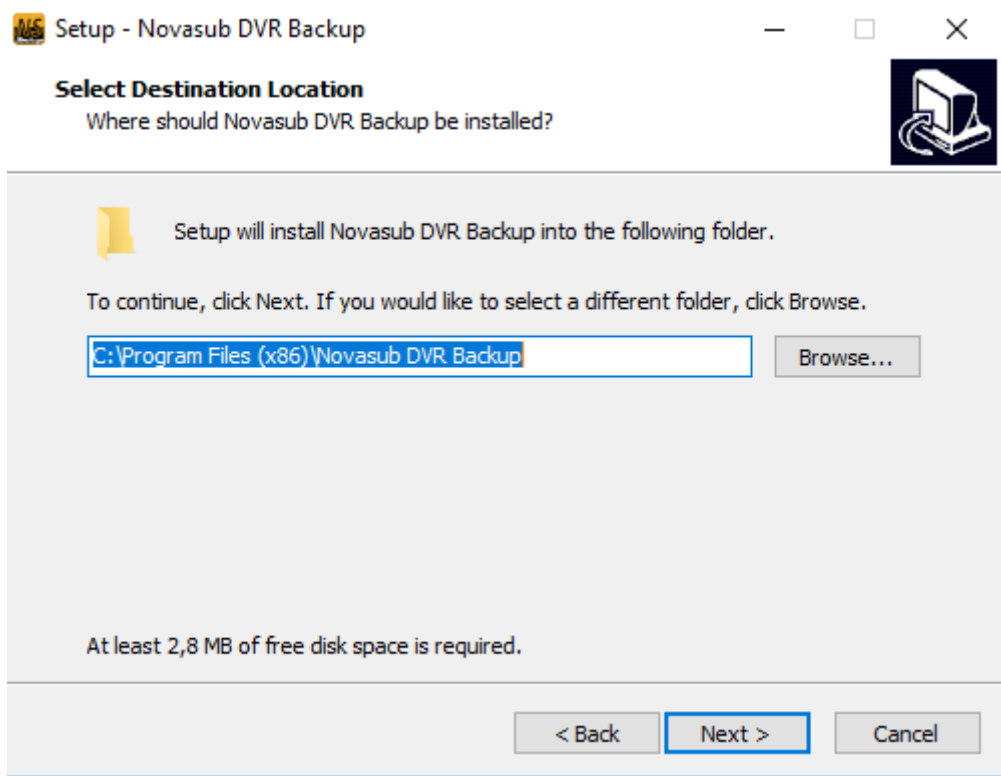 Setup - Novasub DVR Backup
Select Destination Location
Where should Novasub DVR Backup be installed?
Setup will install Novasub DVR Backup into the following folder.
To continue, click Next. If you would like to select a different folder, click Browse.
C:\Program Files (x86)\Novasub DVR Backup
Browse...
At least 2,8 MB of free disk space is required.
< Back
Next >
Cancel